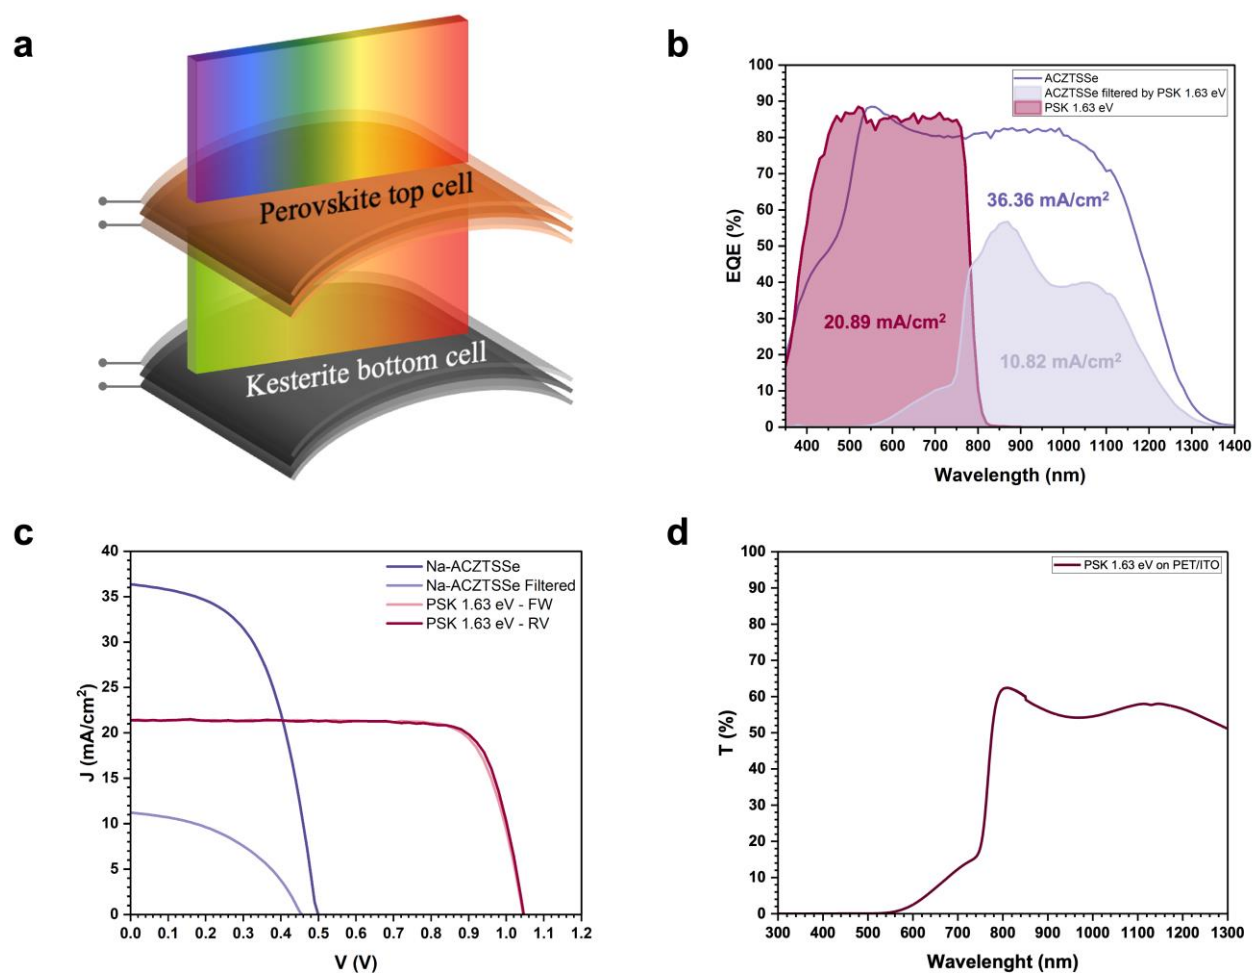 a
Perovskite top cell
Kesterite bottom cell
b
ACZTSSe
ACZTSSe filtered by PSK 1.63 eV
PSK 1.63 eV
36.36 mA/cm²
20.89 mA/cm²
10.82 mA/cm²
EQE (%)
100
90
80
70
60
50
40
30
20
10
0
400 500 600 700 800 900 1000 1100 1200 1300 1400
Wavelength (nm)
c
Na-ACZTSSe
Na-ACZTSSe Filtered
PSK 1.63 eV - FW
PSK 1.63 eV - RV
J (mA/cm²)
40
35
30
25
20
15
10
5
0
0.0 0.1 0.2 0.3 0.4 0.5 0.6 0.7 0.8 0.9 1.0 1.1 1.2
V (V)
d
PSK 1.63 eV on PET/ITO
T (%)
100
90
80
70
60
50
40
30
20
10
0
300 400 500 600 700 800 900 1000 1100 1200 1300
Wavelenght (nm)